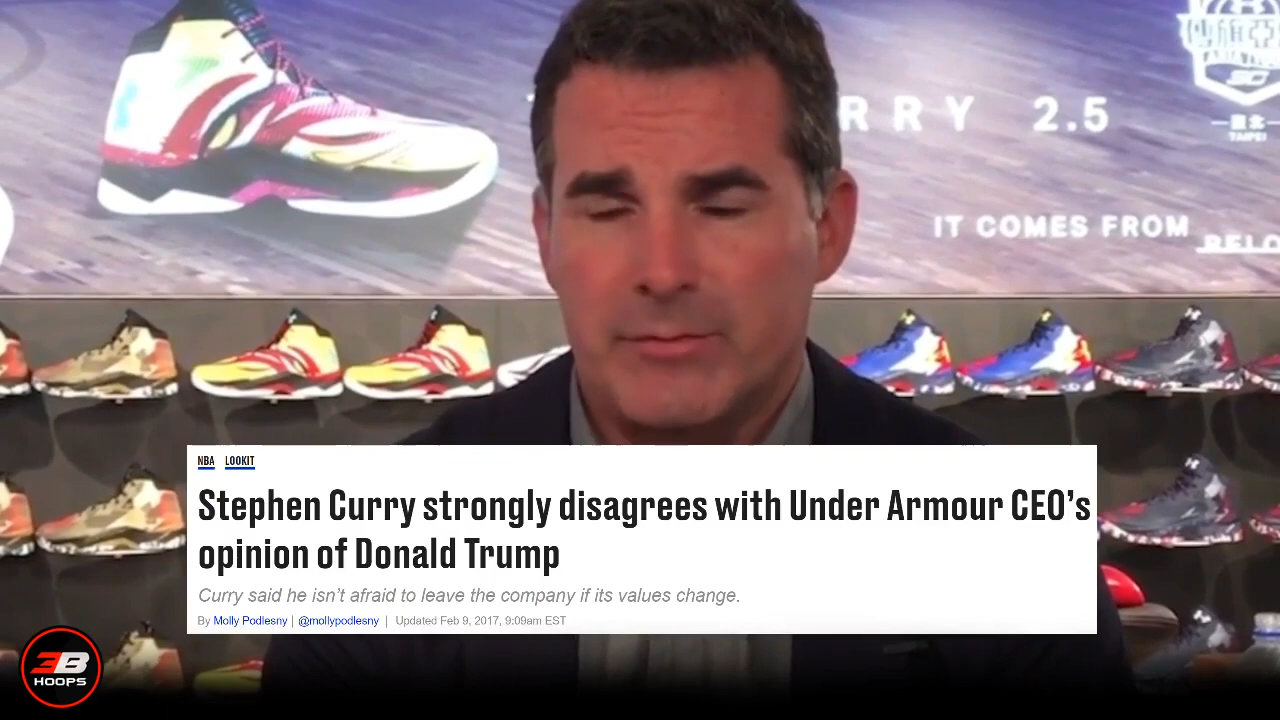 RRY 2.5
IT COMES FROM
TAIPEI
NBA LOOKIT
Stephen Curry strongly disagrees with Under Armour CEO’s
opinion of Donald Trump
Curry said he isn’t afraid to leave the company if its values change.
By Molly Podlesny | @mollypodlesny | Updated Feb 9, 2017, 9:09am EST
3B
HOOPS